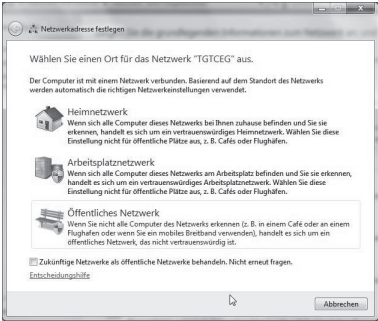 Netzwerkadresse festlegen
Wählen Sie einen Ort für das Netzwerk "TGTCEG" aus.
Der Computer ist mit einem Netzwerk verbunden. Basierend auf dem Standort des Netzwerks
werden automatisch die richtigen Netzwerkeinstellungen verwendet.
Heimnetzwerk
Wenn sich alle Computer dieses Netzwerks bei Ihnen zuhause befinden und Sie sie
erkennen, handelt es sich um ein vertrauenswürdiges Heimnetzwerk. Wählen Sie diese
Einstellung nicht für öffentliche Plätze aus, z. B. Cafés oder Flughäfen.
Arbeitsplatznetzwerk
Wenn sich alle Computer dieses Netzwerks am Arbeitsplatz befinden und Sie sie erkennen,
handelt es sich um ein vertrauenswürdiges Arbeitsplatznetzwerk. Wählen Sie diese
Einstellung nicht für öffentliche Plätze aus, z. B. Cafés oder Flughäfen.
Öffentliches Netzwerk
Wenn Sie nicht alle Computer des Netzwerks erkennen (z. B. in einem Café oder an einem
Flughafen oder wenn Sie ein mobiles Breitband verwenden), handelt es sich um ein
öffentliches Netzwerk, das nicht vertrauenswürdig ist.
Zukünftige Netzwerke als öffentliche Netzwerke behandeln. Nicht erneut fragen.
Entscheidungshilfe
Abbrechen